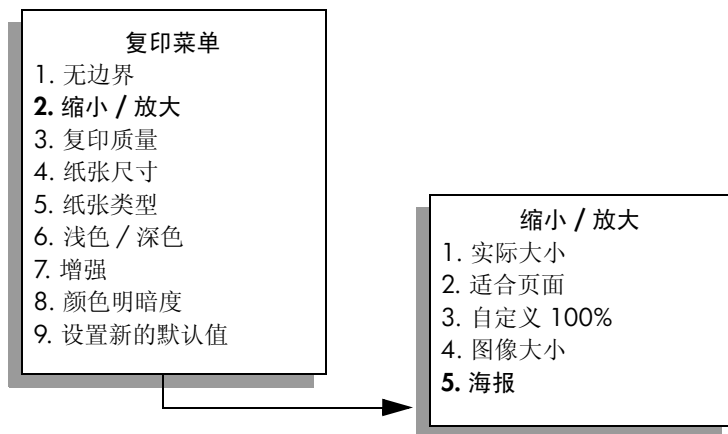 复印菜单
1. 无边界
2. 缩小 / 放大
3. 复印质量
4. 纸张尺寸
5. 纸张类型
6. 浅色 / 深色
7. 增强
8. 颜色明暗度
9. 设置新的默认值
缩小 / 放大
1. 实际大小
2. 适合页面
3. 自定义 100%
4. 图像大小
5. 海报